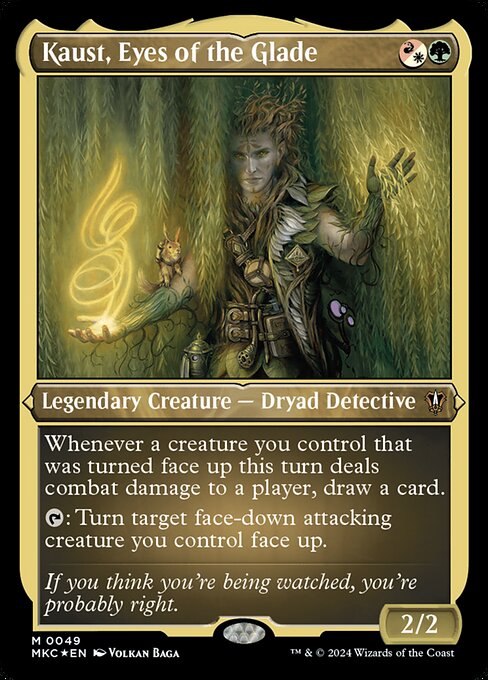 Kaust, Eyes of the Glade
Legendary Creature — Dryad Detective
Whenever a creature you control that
was turned face up this turn deals
combat damage to a player, draw a card.
: Turn target face-down attacking
creature you control face up.
If you think you’re being watched, you’re
probably right.
2/2
M 0049
MKC★EN VOLKAN BAGA
™ & © 2024 Wizards of the Coast